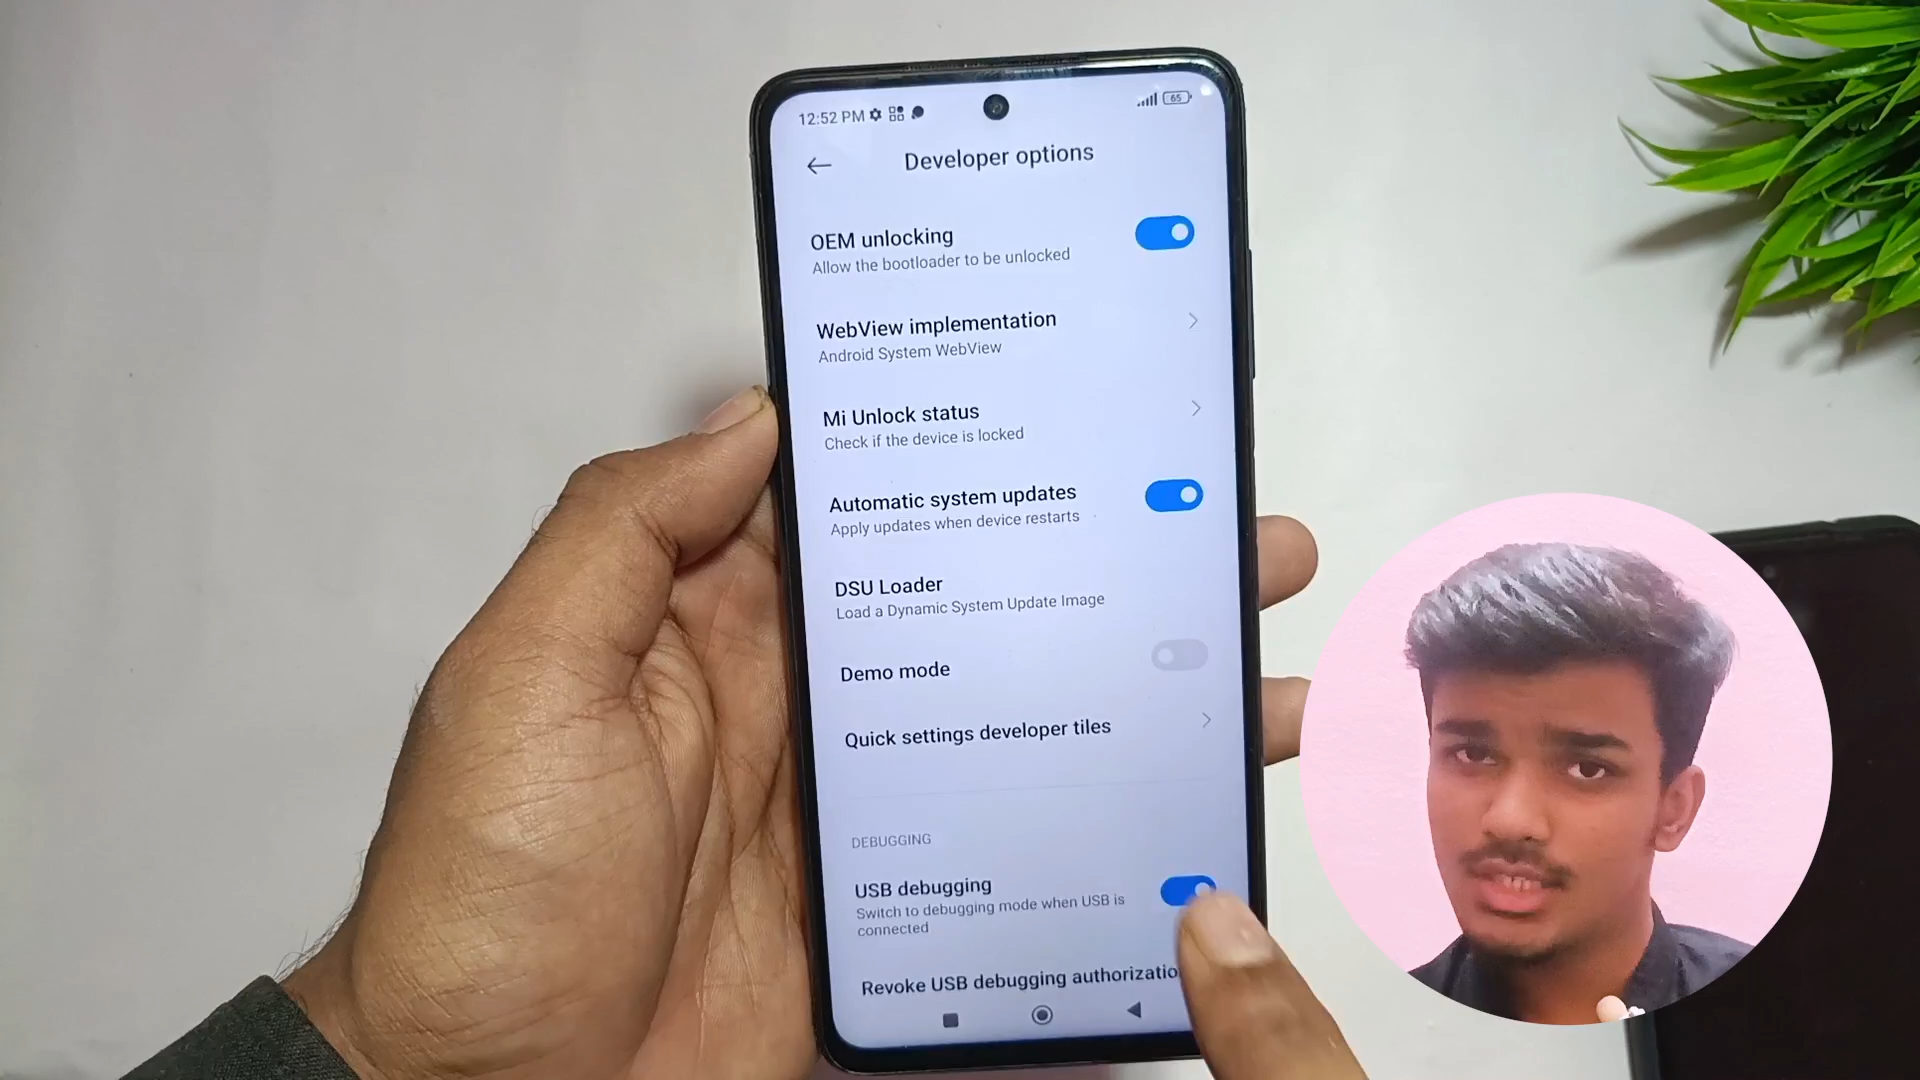 12:52 PM
65
Developer options
OEM unlocking
Allow the bootloader to be unlocked
WebView implementation
Android System WebView
Mi Unlock status
Check if the device is locked
Automatic system updates
Apply updates when device restarts
DSU Loader
Load a Dynamic System Update Image
Demo mode
Quick settings developer tiles
DEBUGGING
USB debugging
Switch to debugging mode when USB is
connected
Revoke USB debugging